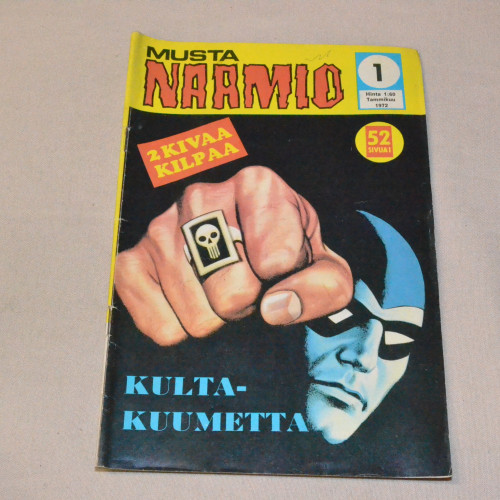 MUSTA
NAAMIO
1
Hinta 1:60
Tammikuu
1972
2 KIVAA
KILPAA
52
SIVUA!
KULTA-
KUUMETTA